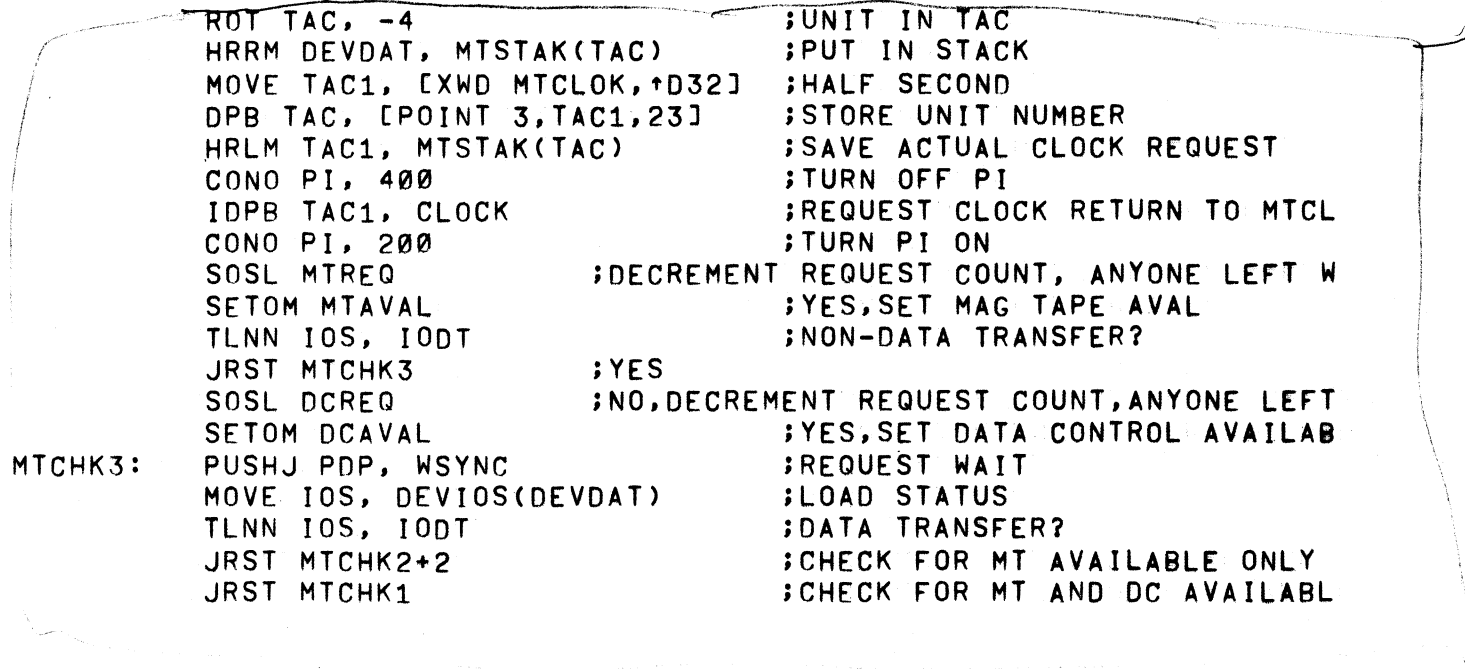 ROT TAC, -4 ;UNIT IN TAC
HRRM DEVDAT, MTSTAK(TAC) ;PUT IN STACK
MOVE TAC1, [XWD MTCLOK,↑D32] ;HALF SECOND
DPB TAC, [POINT 3,TAC1,23] ;STORE UNIT NUMBER
HRLM TAC1, MTSTAK(TAC) ;SAVE ACTUAL CLOCK REQUEST
CONO PI, 400 ;TURN OFF PI
IDPB TAC1, CLOCK ;REQUEST CLOCK RETURN TO MTCL
CONO PI, 200 ;TURN PI ON
SOSL MTREQ ;DECREMENT REQUEST COUNT, ANYONE LEFT W
SETOM MTAVAL ;YES,SET MAG TAPE AVAL
TLNN IOS, IODT ;NON-DATA TRANSFER?
JRST MTCHK3 ;YES
SOSL DCREQ ;NO,DECREMENT REQUEST COUNT,ANYONE LEFT
SETOM DCAVAL ;YES,SET DATA CONTROL AVAILAB
MTCHK3: PUSHJ PDP, WSYNC ;REQUEST WAIT
MOVE IOS, DEVIOS(DEVDAT) ;LOAD STATUS
TLNN IOS, IODT ;DATA TRANSFER?
JRST MTCHK2+2 ;CHECK FOR MT AVAILABLE ONLY
JRST MTCHK1 ;CHECK FOR MT AND DC AVAILABL